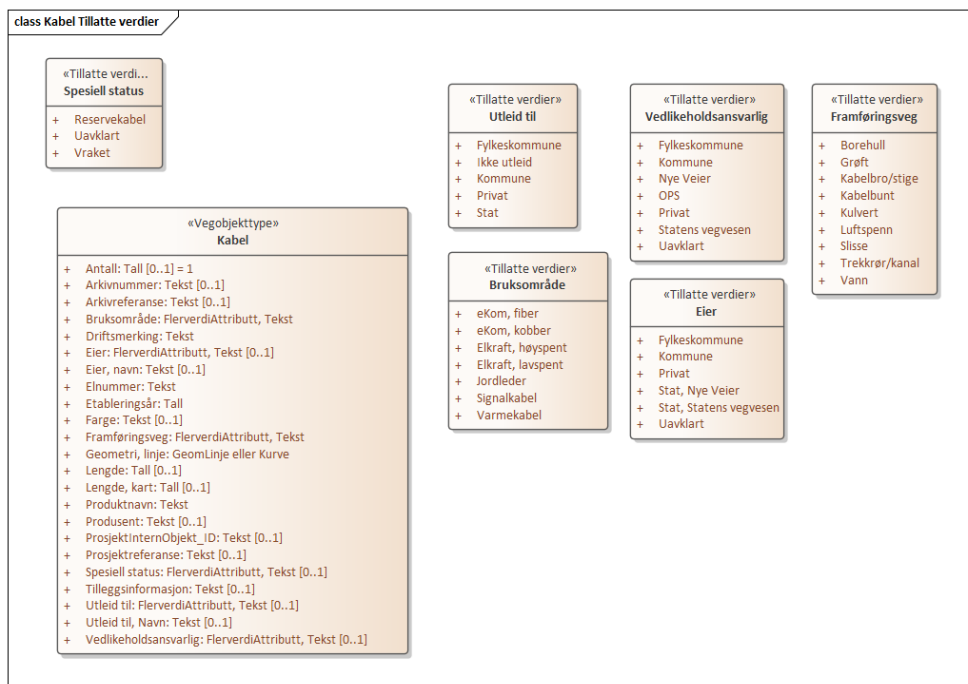 class Kabel Tillatte verdier
«Tillatte verdi...
Spesiell status
+ Reservekabel
+ Uavklart
+ Vraket
«Vegobjekttype»
Kabel
+ Antall: Tall [0..1] = 1
+ Arkivnummer: Tekst [0..1]
+ Arkivreferanse: Tekst [0..1]
+ Bruksområde: FlerverdiAttributt, Tekst
+ Driftsmerking: Tekst
+ Eier: FlerverdiAttributt, Tekst [0..1]
+ Eier, navn: Tekst [0..1]
+ Elnummer: Tekst
+ Etableringsår: Tall
+ Farge: Tekst [0..1]
+ Framføringsveg: FlerverdiAttributt, Tekst
+ Geometri, linje: GeomLinje eller Kurve
+ Lengde: Tall [0..1]
+ Lengde, kart: Tall [0..1]
+ Produktnavn: Tekst
+ Produsent: Tekst [0..1]
+ ProsjektInternObjekt_ID: Tekst [0..1]
+ Prosjektreferanse: Tekst [0..1]
+ Spesiell status: FlerverdiAttributt, Tekst [0..1]
+ Tilleggsinformasjon: Tekst [0..1]
+ Utleid til: FlerverdiAttributt, Tekst [0..1]
+ Utleid til, Navn: Tekst [0..1]
+ Vedlikeholdsansvarlig: FlerverdiAttributt, Tekst [0..1]
«Tillatte verdier»
Utleid til
+ Fylkeskommune
+ Ikke utleid
+ Kommune
+ Privat
+ Stat
«Tillatte verdier»
Bruksområde
+ eKom, fiber
+ eKom, kobber
+ Elkraft, høyspent
+ Elkraft, lavspent
+ Jordleder
+ Signalkabel
+ Varmekabel
«Tillatte verdier»
Vedlikeholdsansvarlig
+ Fylkeskommune
+ Kommune
+ Nye Veier
+ OPS
+ Privat
+ Statens vegvesen
+ Uavklart
«Tillatte verdier»
Eier
+ Fylkeskommune
+ Kommune
+ Privat
+ Stat, Nye Veier
+ Stat, Statens vegvesen
+ Uavklart
«Tillatte verdier»
Framføringsveg
+ Borehull
+ Grøft
+ Kabelbro/stige
+ Kabelbunt
+ Kulvert
+ Luftspenn
+ Slisse
+ Trekkrør/kanal
+ Vann